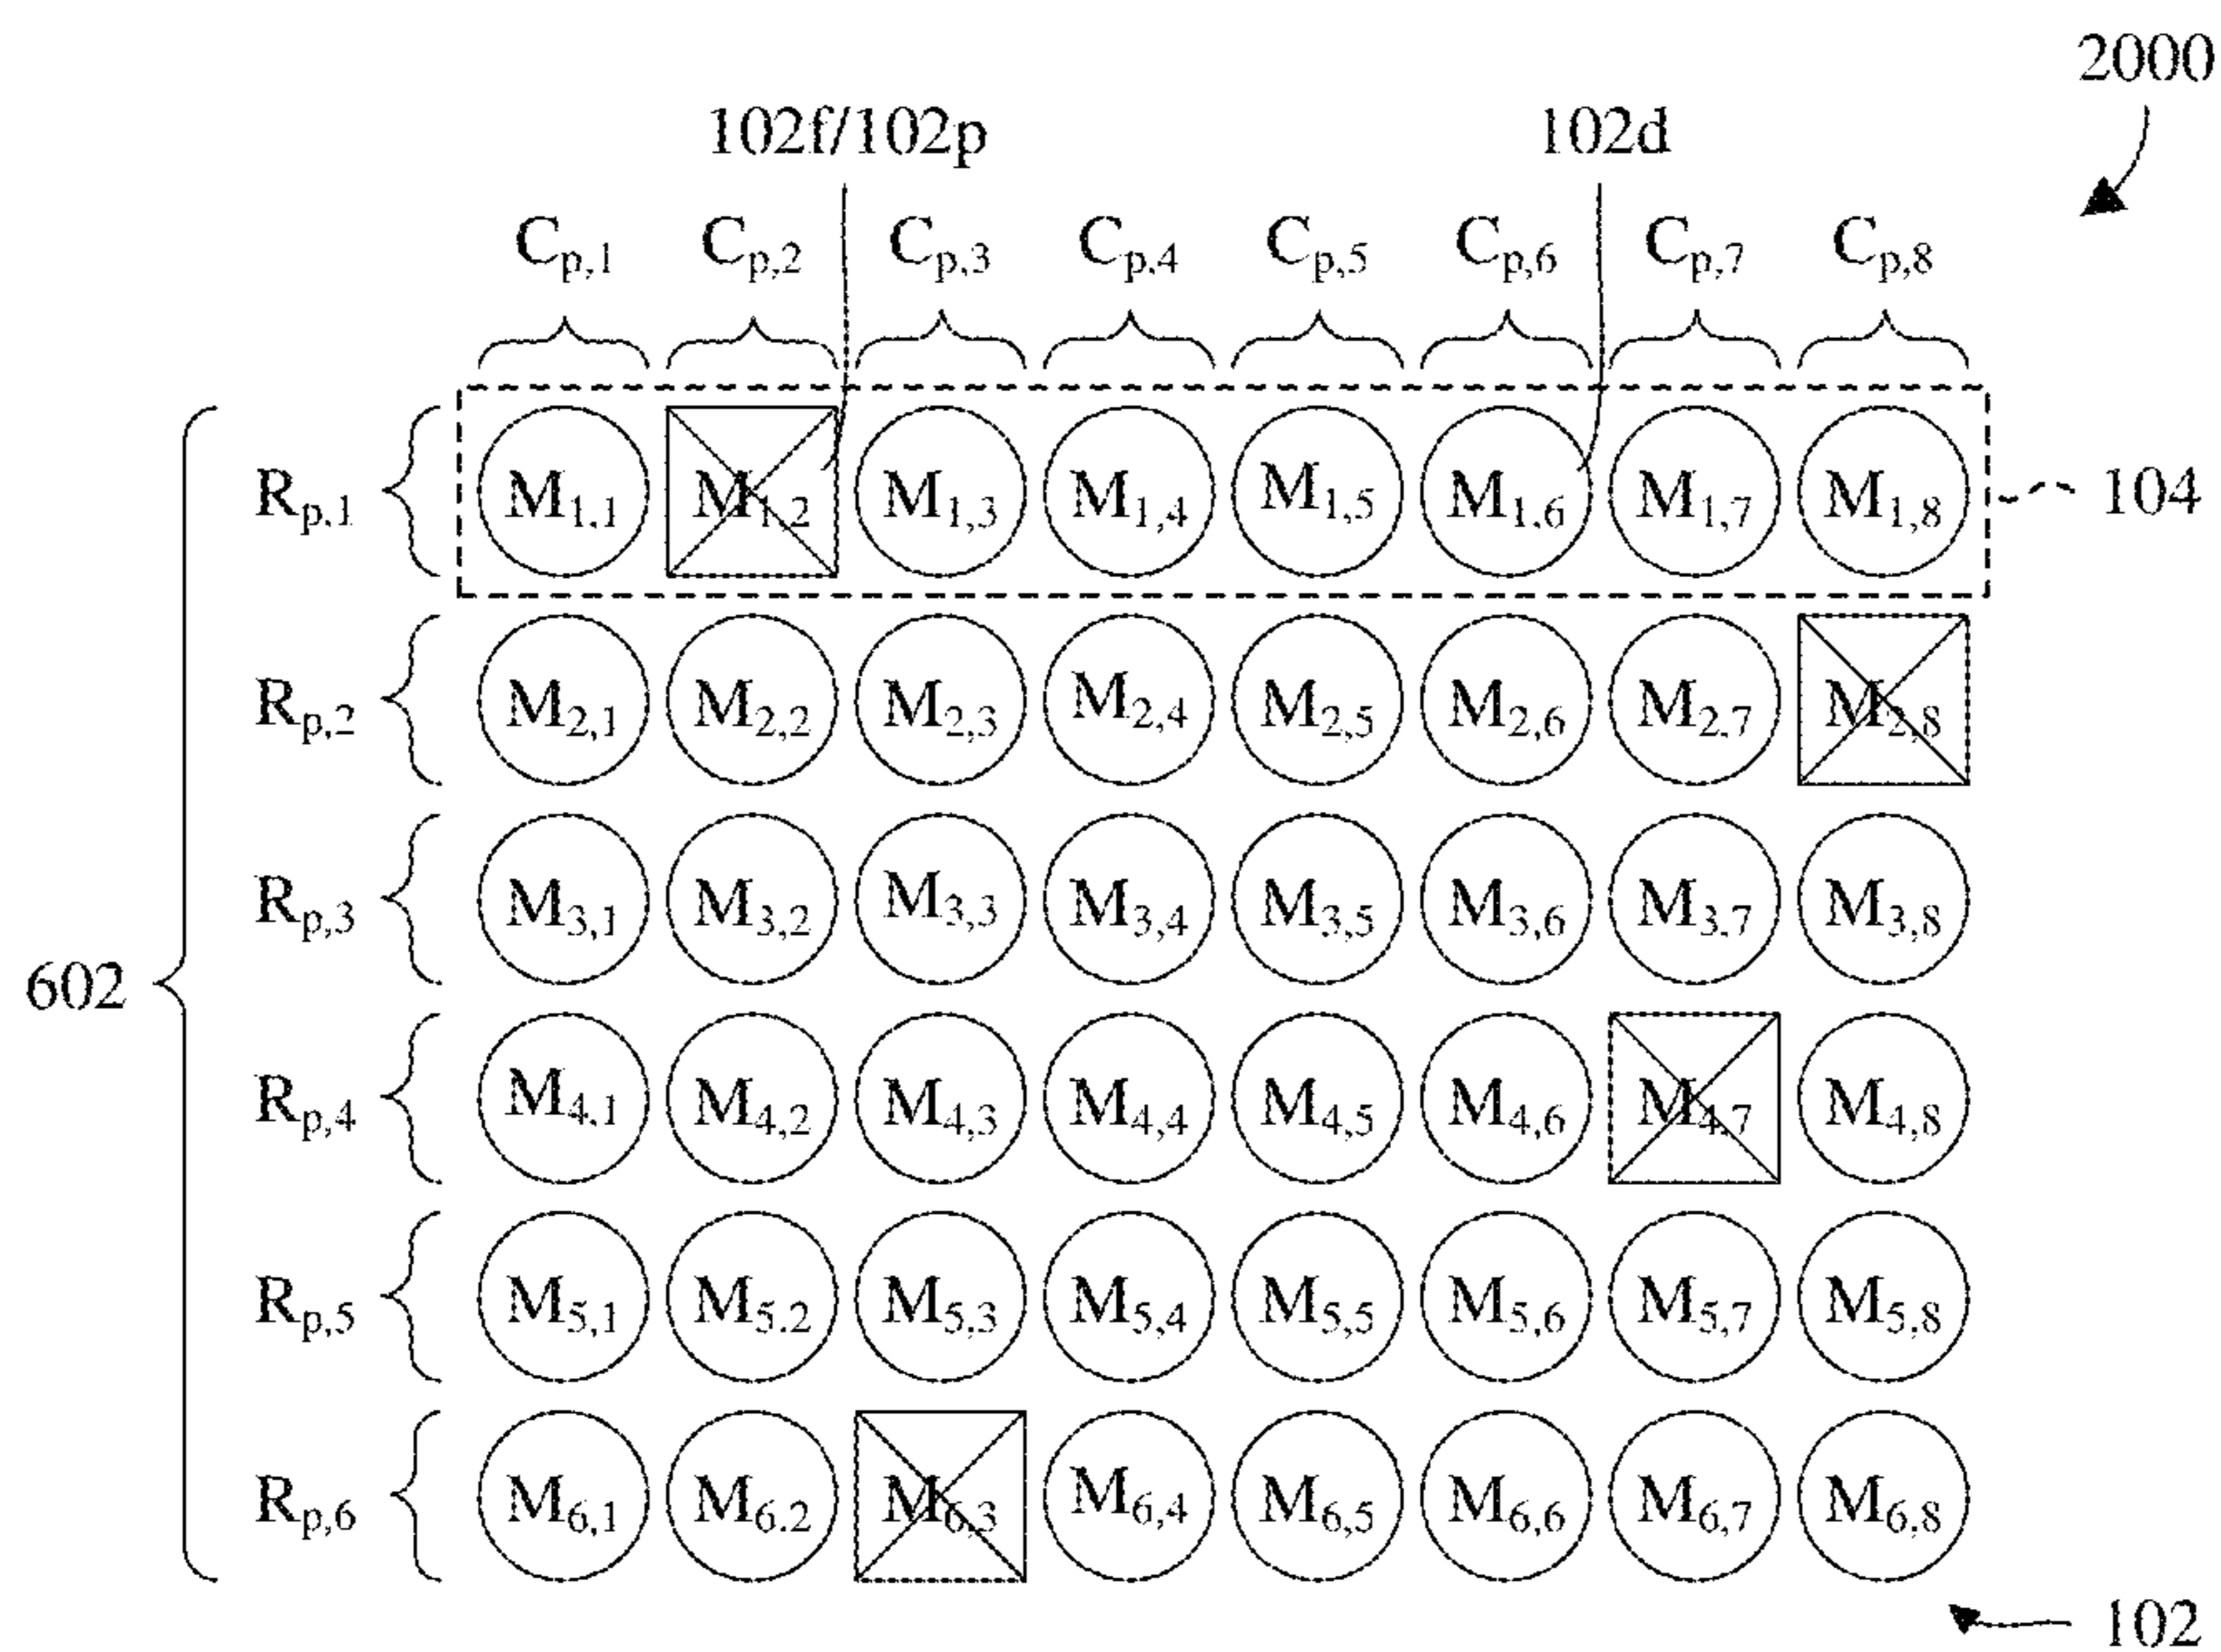 2000
102f/102p 102d
Cp,1 Cp,2 Cp,3 Cp,4 Cp,5 Cp,6 Cp,7 Cp,8
Rp,1 M1,1 M1,2 M1,3 M1,4 M1,5 M1,6 M1,7 M1,8 104
Rp,2 M2,1 M2,2 M2,3 M2,4 M2,5 M2,6 M2,7 M2,8
Rp,3 M3,1 M3,2 M3,3 M3,4 M3,5 M3,6 M3,7 M3,8
602
Rp,4 M4,1 M4,2 M4,3 M4,4 M4,5 M4,6 M4,7 M4,8
Rp,5 M5,1 M5,2 M5,3 M5,4 M5,5 M5,6 M5,7 M5,8
Rp,6 M6,1 M6,2 M6,3 M6,4 M6,5 M6,6 M6,7 M6,8
102